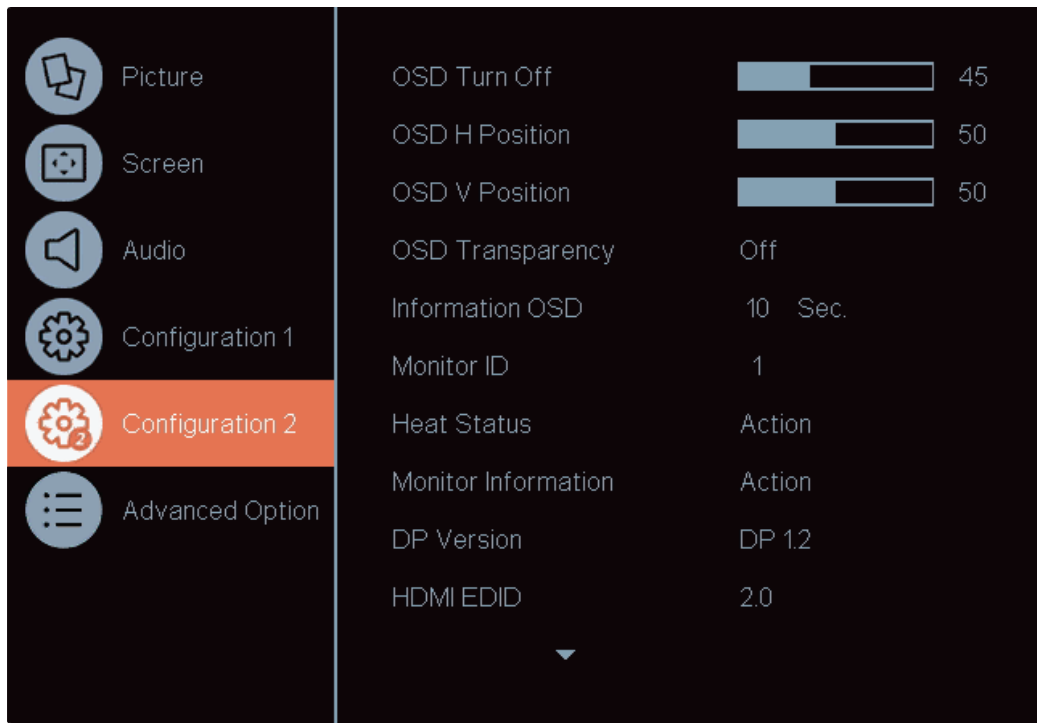 Picture
Screen
Audio
Configuration 1
Configuration 2
2
Advanced Option
OSD Turn Off 45
OSD H Position 50
OSD V Position 50
OSD Transparency Off
Information OSD 10 Sec.
Monitor ID 1
Heat Status Action
Monitor Information Action
DP Version DP 1.2
HDMI EDID 2.0